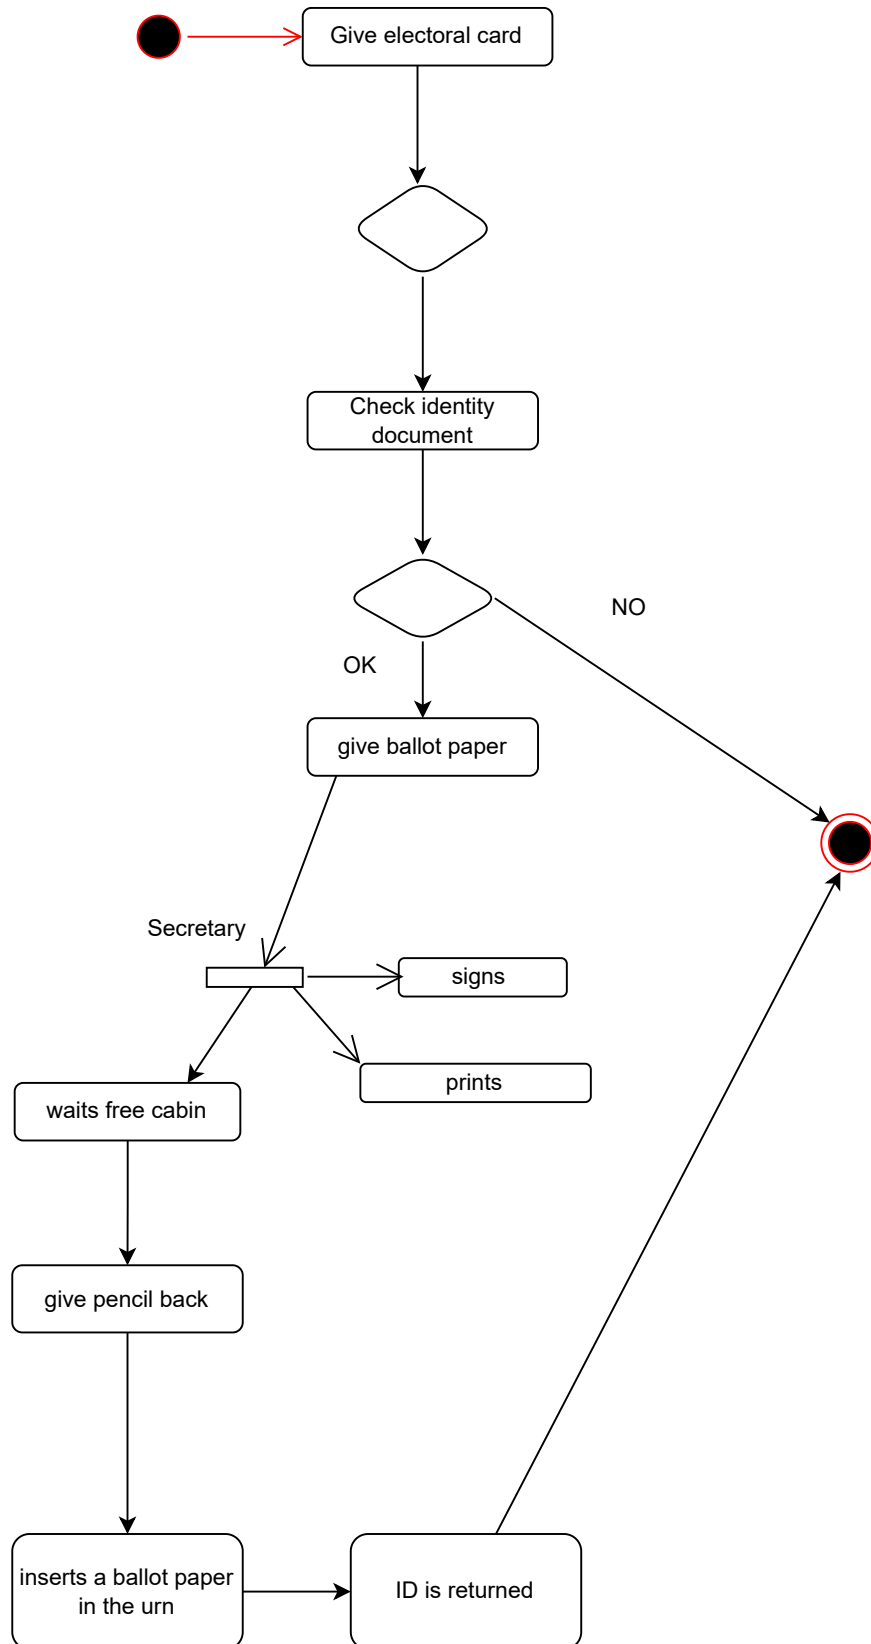 Give electoral card
Check identity
document
NO
OK
give ballot paper
Secretary
signs
prints
waits free cabin
give pencil back
inserts a ballot paper
in the urn
ID is returned